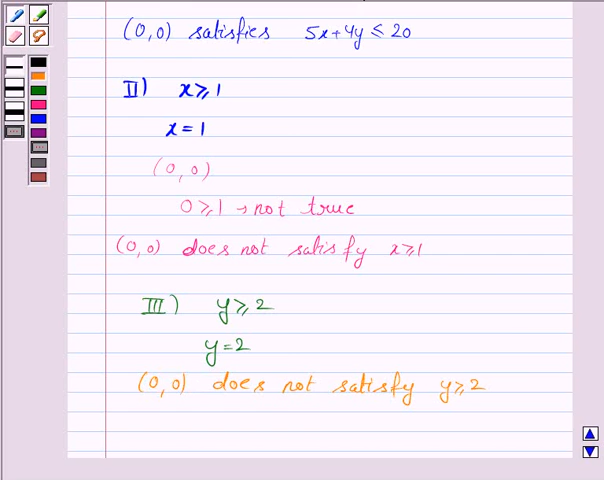 (0,0) satisfies 5x+4y≤20
II) x≥1
x=1
(0,0)
0≥1 → not true
(0,0) does not satisfy x≥1
III) y≥2
y=2
(0,0) does not satisfy y≥2